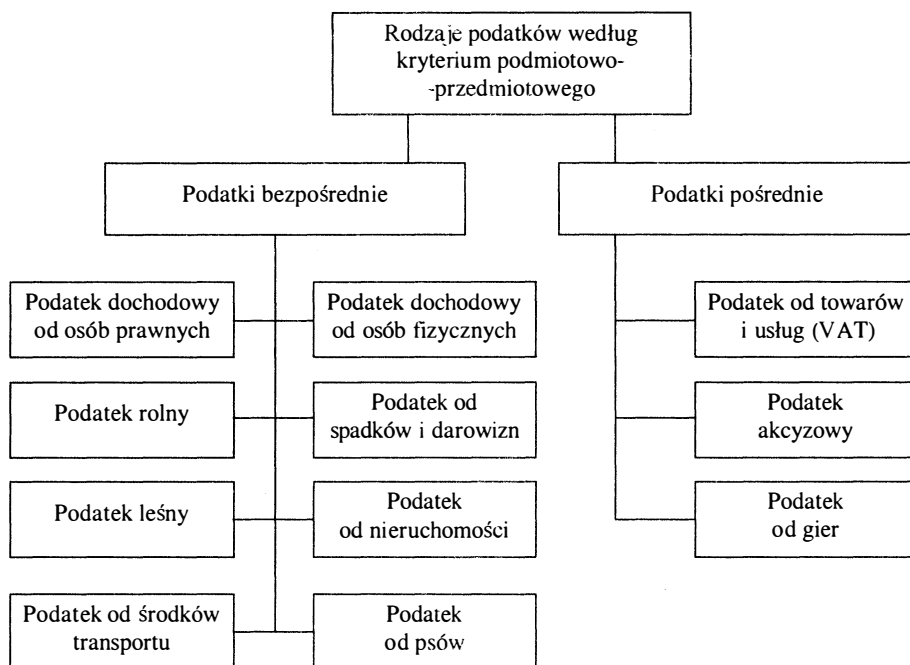 Rodzaje podatków według
kryterium podmiotowo-
-przedmiotowego
Podatki bezpośrednie
Podatki pośrednie
Podatek dochodowy
od osób prawnych
Podatek dochodowy
od osób fizycznych
Podatek od towarów
i usług (VAT)
Podatek rolny
Podatek od
spadków i darowizn
Podatek
akcyzowy
Podatek leśny
Podatek
od nieruchomości
Podatek
od gier
Podatek od środków
transportu
Podatek
od psów